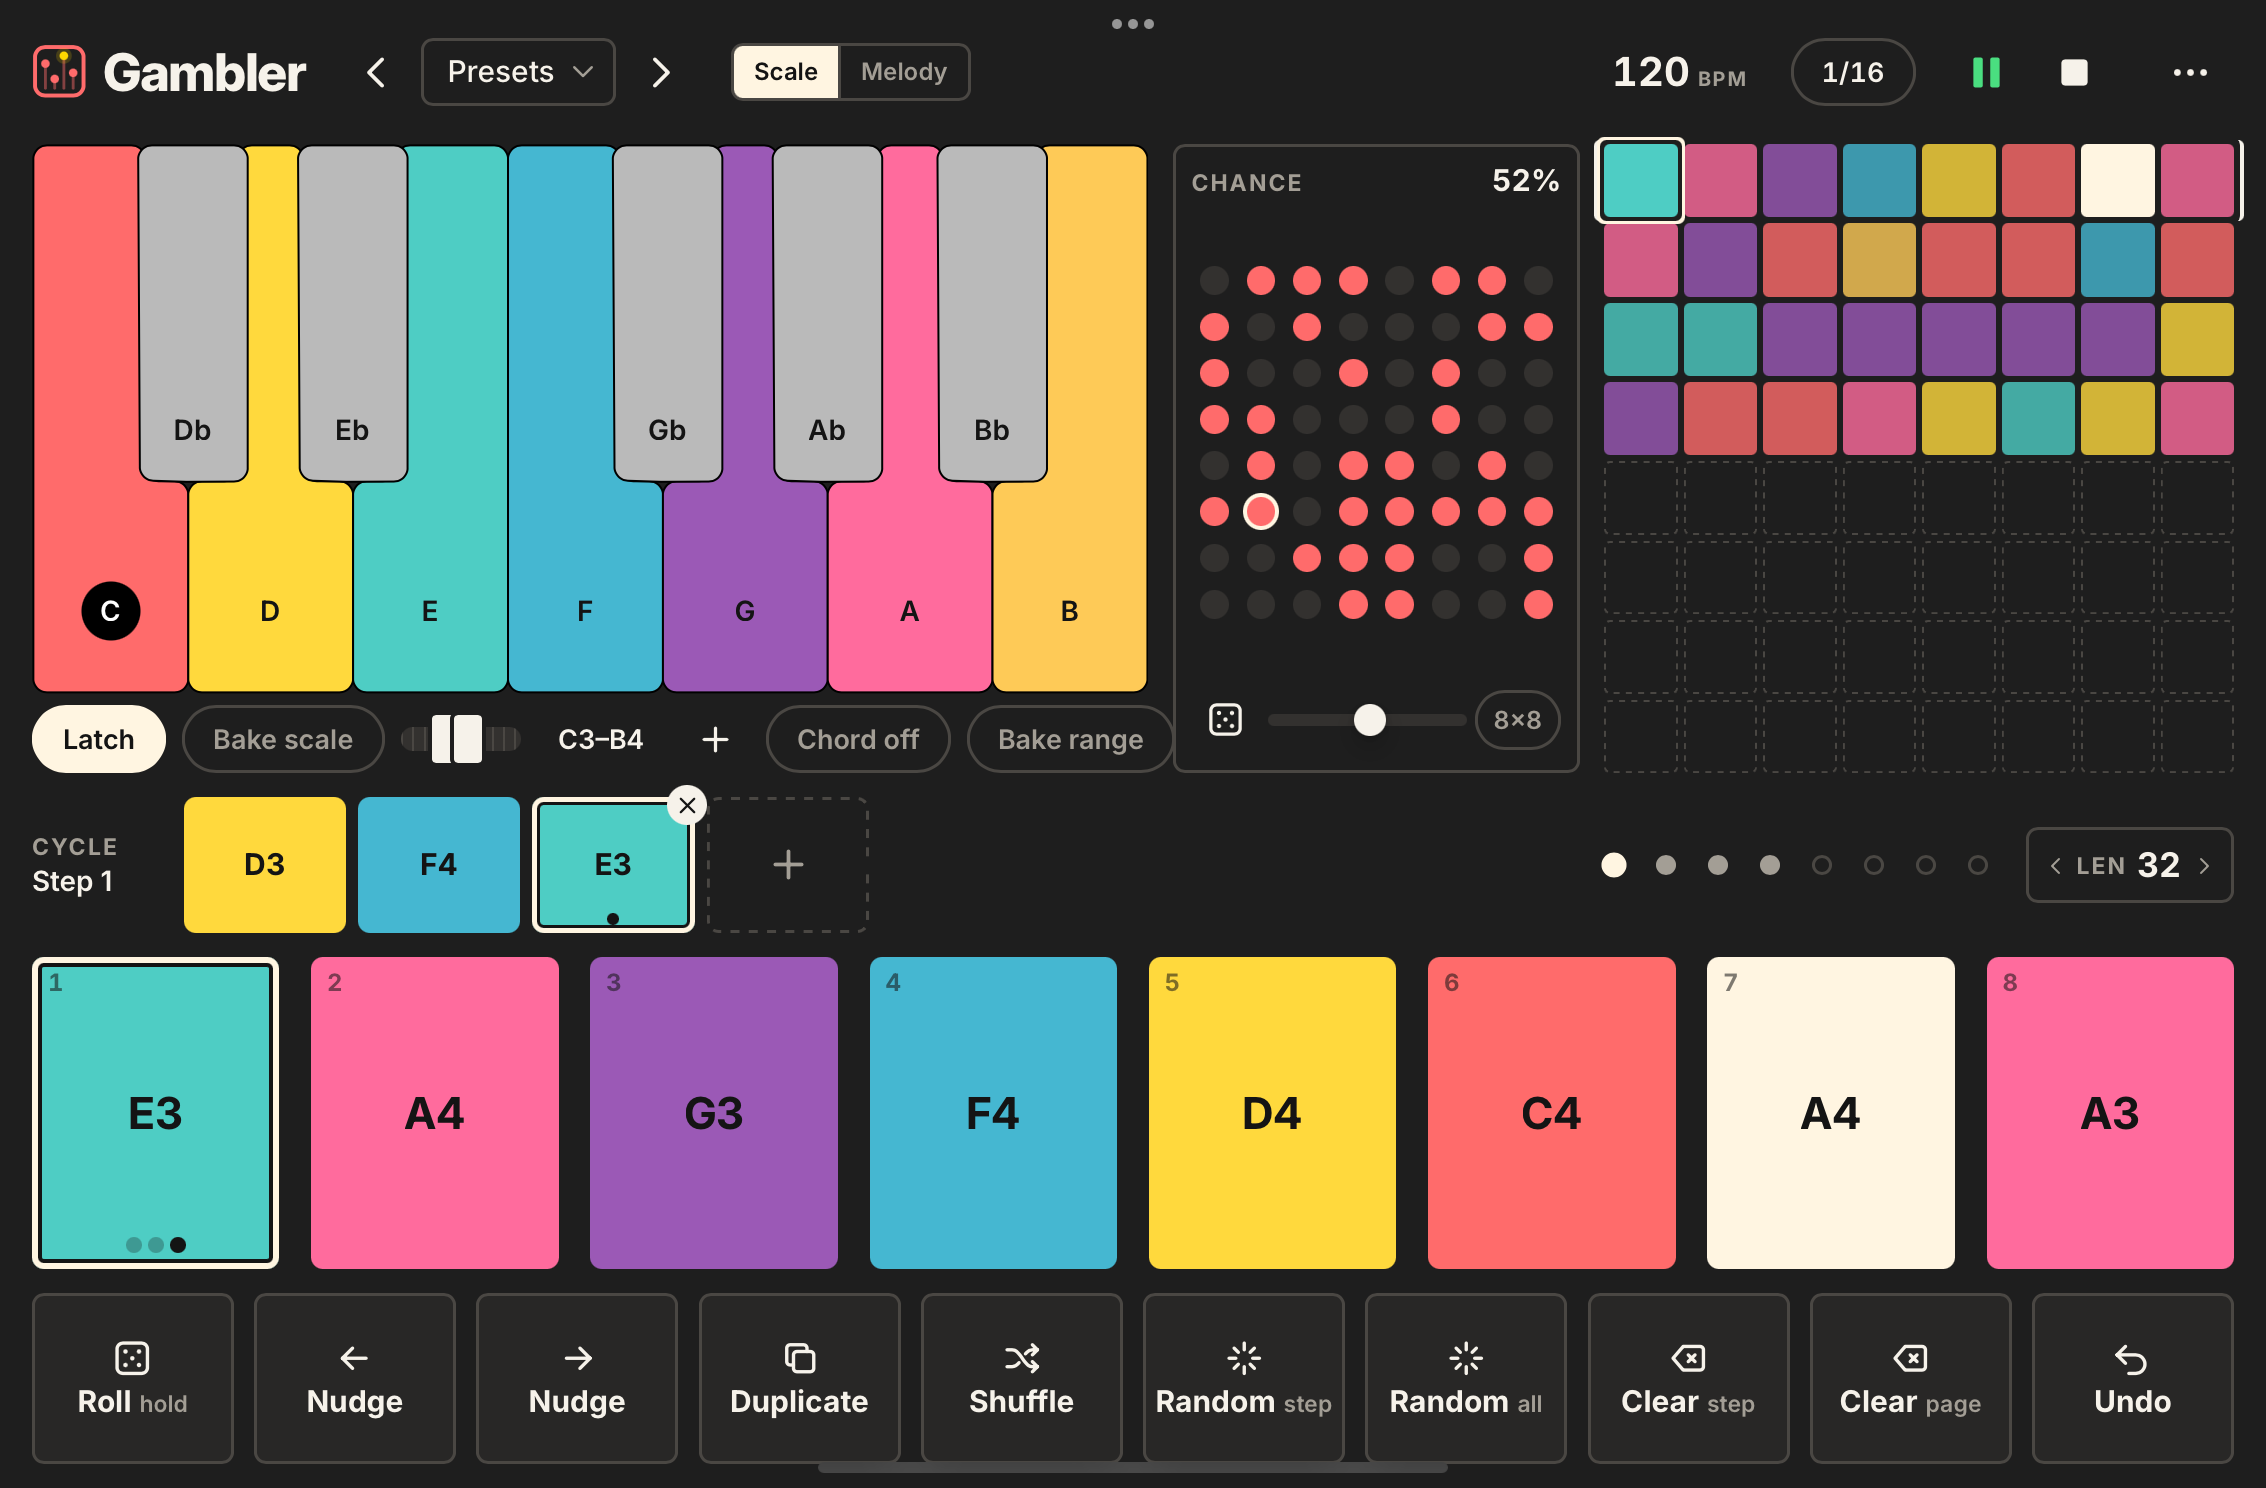 Gambler
Presets
Scale Melody
120 BPM
1/16
Db Eb Gb Ab Bb
C D E F G A B
CHANCE 52%
8×8
Latch Bake scale C3–B4 Chord off Bake range
CYCLE
Step 1
D3 F4 E3
LEN 32
1 2 3 4 5 6 7 8
E3 A4 G3 F4 D4 C4 A4 A3
Roll hold Nudge Nudge Duplicate Shuffle Random step Random all Clear step Clear page Undo